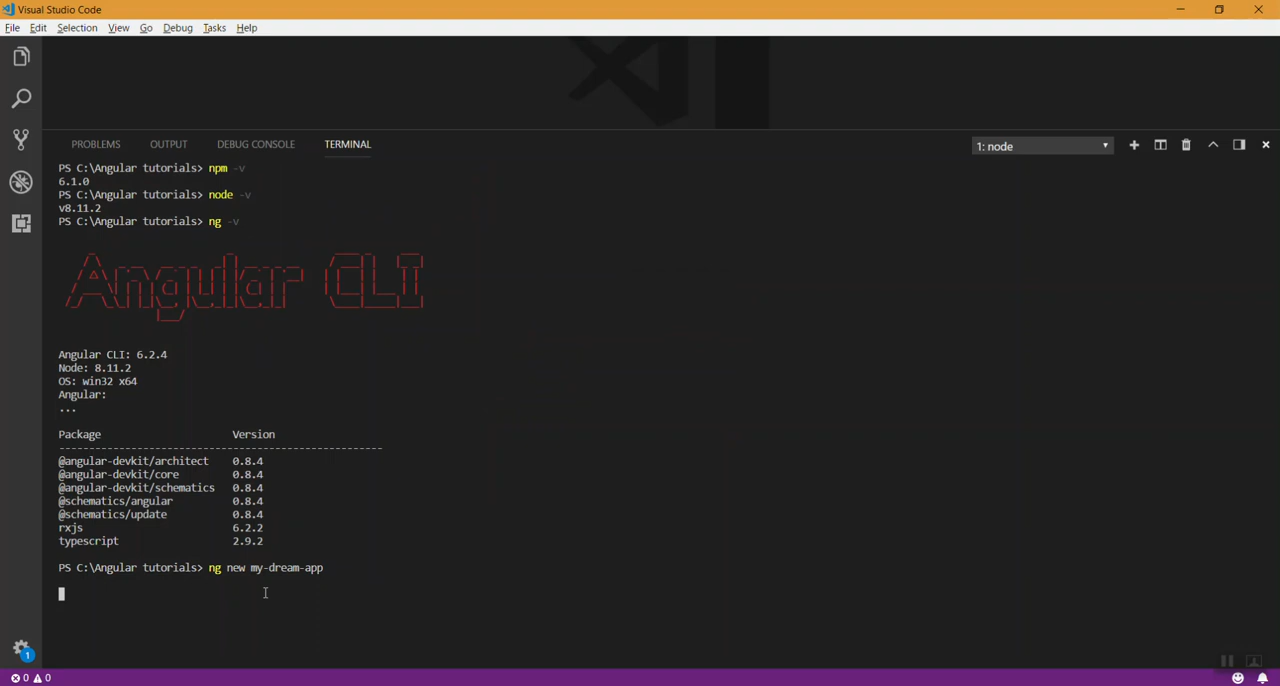 Visual Studio Code
File Edit Selection View Go Debug Tasks Help
PROBLEMS OUTPUT DEBUG CONSOLE TERMINAL 1: node
PS C:\Angular tutorials> npm -v
6.1.0
PS C:\Angular tutorials> node -v
v8.11.2
PS C:\Angular tutorials> ng -v
Angular CLI
Angular CLI: 6.2.4
Node: 8.11.2
OS: win32 x64
Angular:
...
Package Version
------------------------------------------------------
@angular-devkit/architect 0.8.4
@angular-devkit/core 0.8.4
@angular-devkit/schematics 0.8.4
@schematics/angular 0.8.4
@schematics/update 0.8.4
rxjs 6.2.2
typescript 2.9.2
PS C:\Angular tutorials> ng new my-dream-app
1
0 0